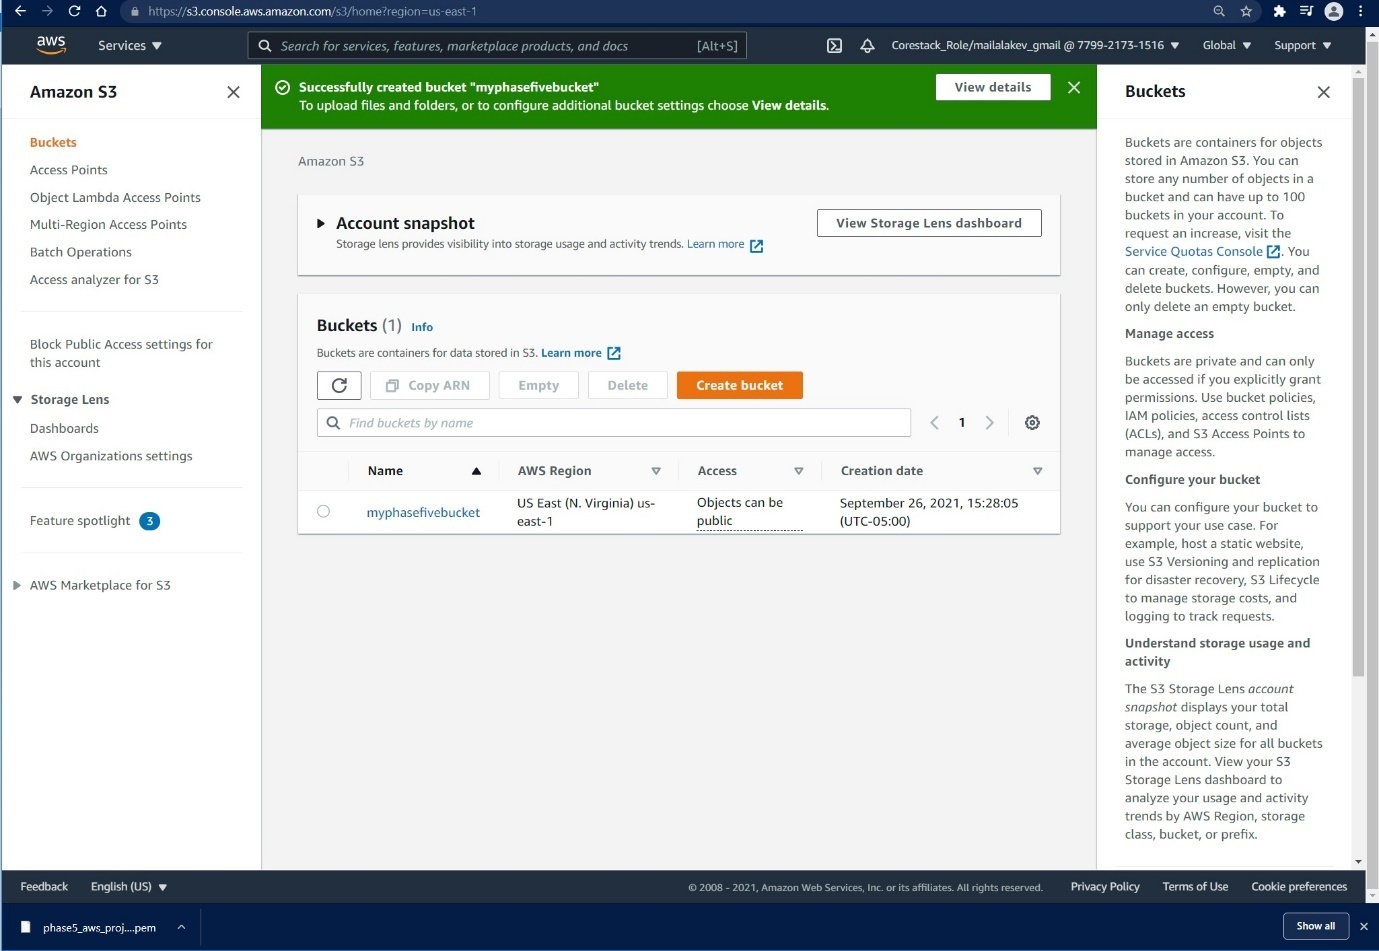 https://s3.console.aws.amazon.com/s3/home?region=us-east-1
aws
Services
Search for services, features, marketplace products, and docs
[Alt+S]
Corestack_Role/mailalakev_gmail @ 7799-2173-1516
Global
Support
Amazon S3
Buckets
Access Points
Object Lambda Access Points
Multi-Region Access Points
Batch Operations
Access analyzer for S3
Block Public Access settings for
this account
Storage Lens
Dashboards
AWS Organizations settings
Feature spotlight 3
AWS Marketplace for S3
Successfully created bucket "myphasefivebucket"
To upload files and folders, or to configure additional bucket settings choose View details.
View details
Amazon S3
Account snapshot
Storage lens provides visibility into storage usage and activity trends. Learn more
View Storage Lens dashboard
Buckets (1) Info
Buckets are containers for data stored in S3. Learn more
Copy ARN
Empty
Delete
Create bucket
Find buckets by name
1
Name
AWS Region
Access
Creation date
myphasefivebucket
US East (N. Virginia) us-
east-1
Objects can be
public
September 26, 2021, 15:28:05
(UTC-05:00)
Buckets
Buckets are containers for objects
stored in Amazon S3. You can
store any number of objects in a
bucket and can have up to 100
buckets in your account. To
request an increase, visit the
Service Quotas Console . You
can create, configure, empty, and
delete buckets. However, you can
only delete an empty bucket.
Manage access
Buckets are private and can only
be accessed if you explicitly grant
permissions. Use bucket policies,
IAM policies, access control lists
(ACLs), and S3 Access Points to
manage access.
Configure your bucket
You can configure your bucket to
support your use case. For
example, host a static website,
use S3 Versioning and replication
for disaster recovery, S3 Lifecycle
to manage storage costs, and
logging to track requests.
Understand storage usage and
activity
The S3 Storage Lens account
snapshot displays your total
storage, object count, and
average object size for all buckets
in the account. View your S3
Storage Lens dashboard to
analyze your usage and activity
trends by AWS Region, storage
class, bucket, or prefix.
Feedback
English (US)
© 2008 - 2021, Amazon Web Services, Inc. or its affiliates. All rights reserved.
Privacy Policy
Terms of Use
Cookie preferences
phase5_aws_proj....pem
Show all